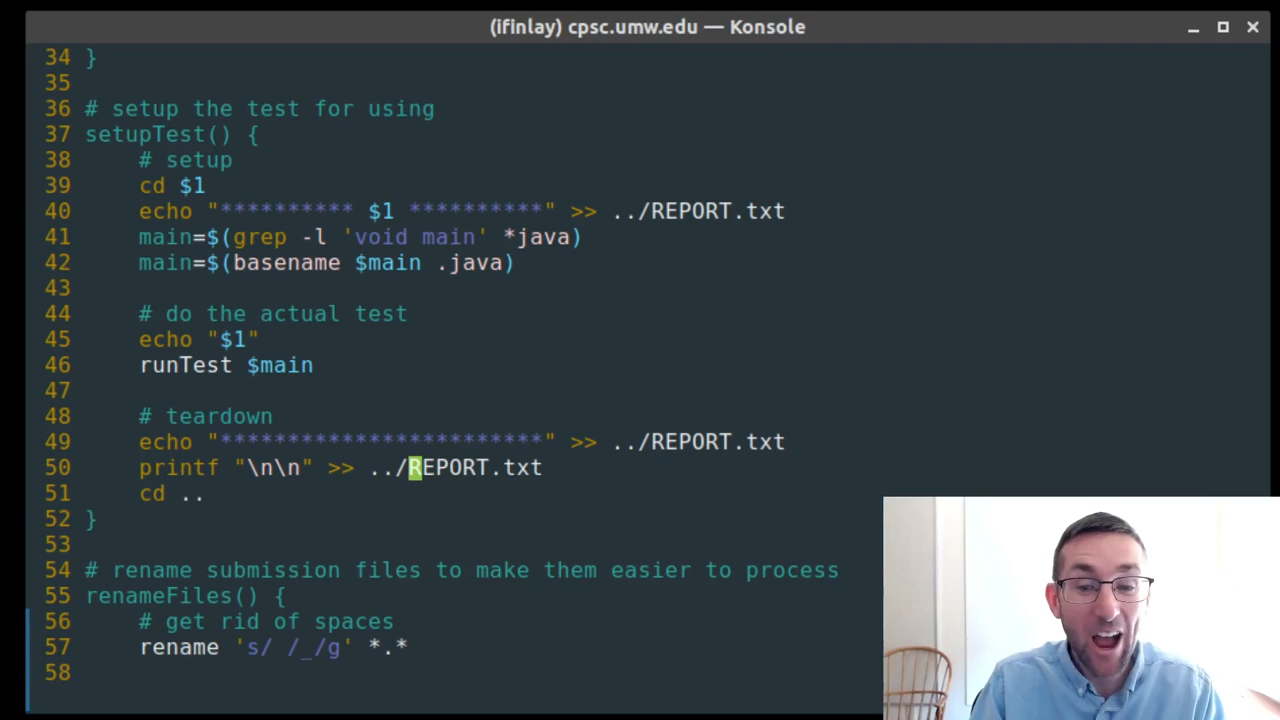 (ifinlay) cpsc.umw.edu — Konsole
34 }
35
36 # setup the test for using
37 setupTest() {
38     # setup
39     cd $1
40     echo "********** $1 **********" >> ../REPORT.txt
41     main=$(grep -l 'void main' *java)
42     main=$(basename $main .java)
43
44     # do the actual test
45     echo "$1"
46     runTest $main
47
48     # teardown
49     echo "************************" >> ../REPORT.txt
50     printf "\n\n" >> ../REPORT.txt
51     cd ..
52 }
53
54 # rename submission files to make them easier to process
55 renameFiles() {
56     # get rid of spaces
57     rename 's/ /_/g' *.*
58